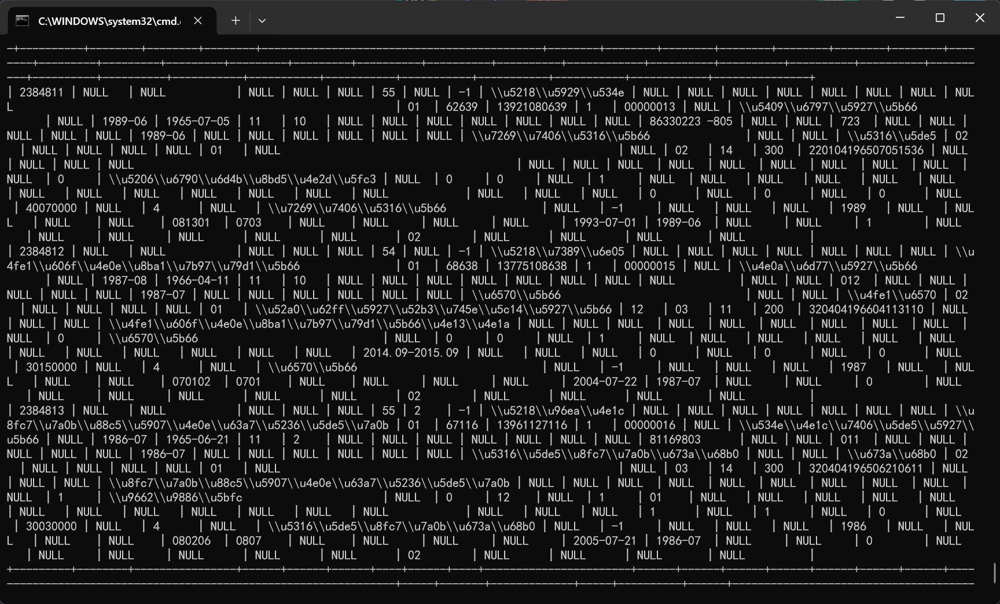 C:\WINDOWS\system32\cmd.
| 2384811 | NULL | NULL | NULL | NULL | NULL | 55 | NULL | -1 | \\u5218\\u5929\\u534e | NULL | NULL | NULL | NULL | NULL | NULL | NULL | NUL
L | 01 | 62639 | 13921080639 | 1 | 00000013 | NULL | \\u5409\\u6797\\u5927\\u5b66
| NULL | 1989-06 | 1965-07-05 | 11 | 10 | NULL | NULL | NULL | NULL | NULL | NULL | NULL | 86330223 -805 | NULL | NULL | 723 | NULL | NULL |
NULL | NULL | NULL | 1989-06 | NULL | NULL | NULL | NULL | NULL | NULL | \\u7269\\u7406\\u5316\\u5b66 | NULL | NULL | \\u5316\\u5de5 | 02
| NULL | NULL | NULL | NULL | 01 | NULL | NULL | 02 | 14 | 300 | 220104196507051536 | NULL
| NULL | NULL | NULL | NULL | NULL | NULL | NULL | NULL | NULL | NULL | NULL | NULL |
NULL | 0 | \\u5206\\u6790\\u6d4b\\u8bd5\\u4e2d\\u5fc3 | NULL | 0 | 0 | NULL | 1 | NULL | NULL | NULL | NULL | NULL | NULL
| NULL | NULL | NULL | NULL | NULL | NULL | NULL | NULL | NULL | NULL | 0 | NULL | 0 | NULL | 0 | NULL
| 40070000 | NULL | 4 | NULL | \\u7269\\u7406\\u5316\\u5b66 | NULL | -1 | NULL | NULL | NULL | 1989 | NULL | NUL
L | NULL | NULL | 081301 | 0703 | NULL | NULL | NULL | NULL | 1993-07-01 | 1989-06 | NULL | NULL | 1 | NULL
| NULL | NULL | NULL | NULL | NULL | 02 | NULL | NULL | NULL | NULL |
| 2384812 | NULL | NULL | NULL | NULL | NULL | 54 | NULL | -1 | \\u5218\\u7389\\u6e05 | NULL | NULL | NULL | NULL | NULL | NULL | NULL | \\u
4fe1\\u606f\\u4e0e\\u8ba1\\u7b97\\u79d1\\u5b66 | 01 | 68638 | 13775108638 | 1 | 00000015 | NULL | \\u4e0a\\u6d77\\u5927\\u5b66
| NULL | 1987-08 | 1966-04-11 | 11 | 10 | NULL | NULL | NULL | NULL | NULL | NULL | NULL | NULL | NULL | NULL | 012 | NULL | NULL |
NULL | NULL | NULL | 1987-07 | NULL | NULL | NULL | NULL | NULL | NULL | \\u6570\\u5b66 | NULL | NULL | \\u4fe1\\u6570 | 02
| NULL | NULL | NULL | NULL | 01 | \\u52a0\\u62ff\\u5927\\u52b3\\u745e\\u5c14\\u5927\\u5b66 | 12 | 03 | 11 | 200 | 320404196604113110 | NULL
| NULL | NULL | \\u4fe1\\u606f\\u4e0e\\u8ba1\\u7b97\\u79d1\\u5b66\\u4e13\\u4e1a | NULL | NULL | NULL | NULL | NULL | NULL | NULL | NULL | NULL |
NULL | 0 | \\u6570\\u5b66 | NULL | 0 | 0 | NULL | 1 | NULL | NULL | NULL | NULL | NULL | NULL
| NULL | NULL | NULL | NULL | NULL | NULL | 2014.09-2015.09 | NULL | NULL | NULL | 0 | NULL | 0 | NULL | 0 | NULL
| 30150000 | NULL | 4 | NULL | \\u6570\\u5b66 | NULL | -1 | NULL | NULL | NULL | 1987 | NULL | NUL
L | NULL | NULL | 070102 | 0701 | NULL | NULL | NULL | NULL | 2004-07-22 | 1987-07 | NULL | NULL | 0 | NULL
| NULL | NULL | NULL | NULL | NULL | 02 | NULL | NULL | NULL | NULL |
| 2384813 | NULL | NULL | NULL | NULL | NULL | 55 | 2 | -1 | \\u5218\\u96ea\\u4e1c | NULL | NULL | NULL | NULL | NULL | NULL | NULL | \\u
8fc7\\u7a0b\\u88c5\\u5907\\u4e0e\\u63a7\\u5236\\u5de5\\u7a0b | 01 | 67116 | 13961127116 | 1 | 00000016 | NULL | \\u534e\\u4e1c\\u7406\\u5de5\\u5927\\
u5b66 | NULL | 1986-07 | 1965-06-21 | 11 | 2 | NULL | NULL | NULL | NULL | NULL | NULL | NULL | 81169803 | NULL | NULL | 011 | NULL | NULL |
NULL | NULL | NULL | 1986-07 | NULL | NULL | NULL | NULL | NULL | NULL | \\u5316\\u5de5\\u8fc7\\u7a0b\\u673a\\u68b0 | NULL | NULL | \\u673a\\u68b0 | 02
| NULL | NULL | NULL | NULL | 01 | NULL | NULL | 03 | 14 | 300 | 320404196506210611 | NULL
| NULL | NULL | \\u8fc7\\u7a0b\\u88c5\\u5907\\u4e0e\\u63a7\\u5236\\u5de5\\u7a0b | NULL | NULL | NULL | NULL | NULL | NULL | NULL | NULL | NULL |
NULL | 1 | \\u9662\\u9886\\u5bfc | NULL | 0 | 12 | NULL | 1 | 01 | NULL | NULL | NULL | NULL | NULL
| NULL | NULL | NULL | NULL | NULL | NULL | NULL | NULL | NULL | NULL | 1 | NULL | 1 | NULL | 0 | NULL
| 30030000 | NULL | 4 | NULL | \\u5316\\u5de5\\u8fc7\\u7a0b\\u673a\\u68b0 | NULL | -1 | NULL | NULL | NULL | 1986 | NULL | NUL
L | NULL | NULL | 080206 | 0807 | NULL | NULL | NULL | NULL | 2005-07-21 | 1986-07 | NULL | NULL | 0 | NULL
| NULL | NULL | NULL | NULL | NULL | 02 | NULL | NULL | NULL | NULL |